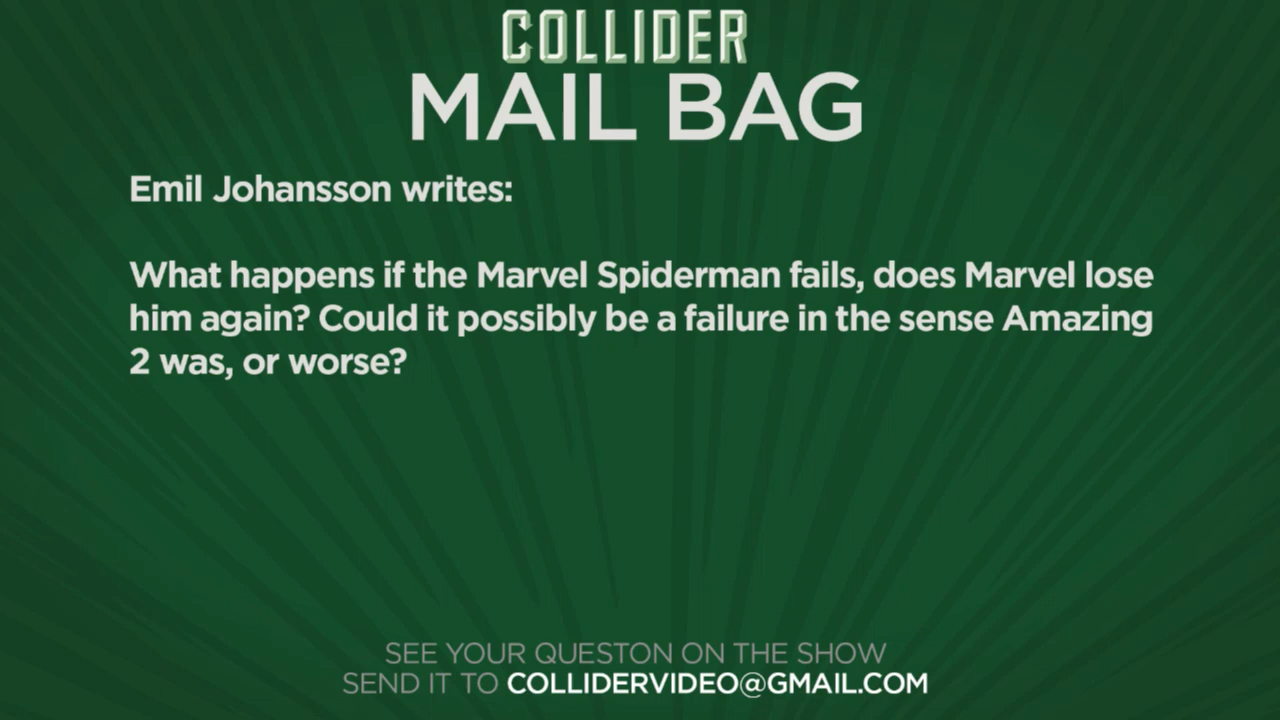 COLLIDER
MAIL BAG
Emil Johansson writes:
What happens if the Marvel Spiderman fails, does Marvel lose
him again? Could it possibly be a failure in the sense Amazing
2 was, or worse?
SEE YOUR QUESTON ON THE SHOW
SEND IT TO COLLIDERVIDEO@GMAIL.COM